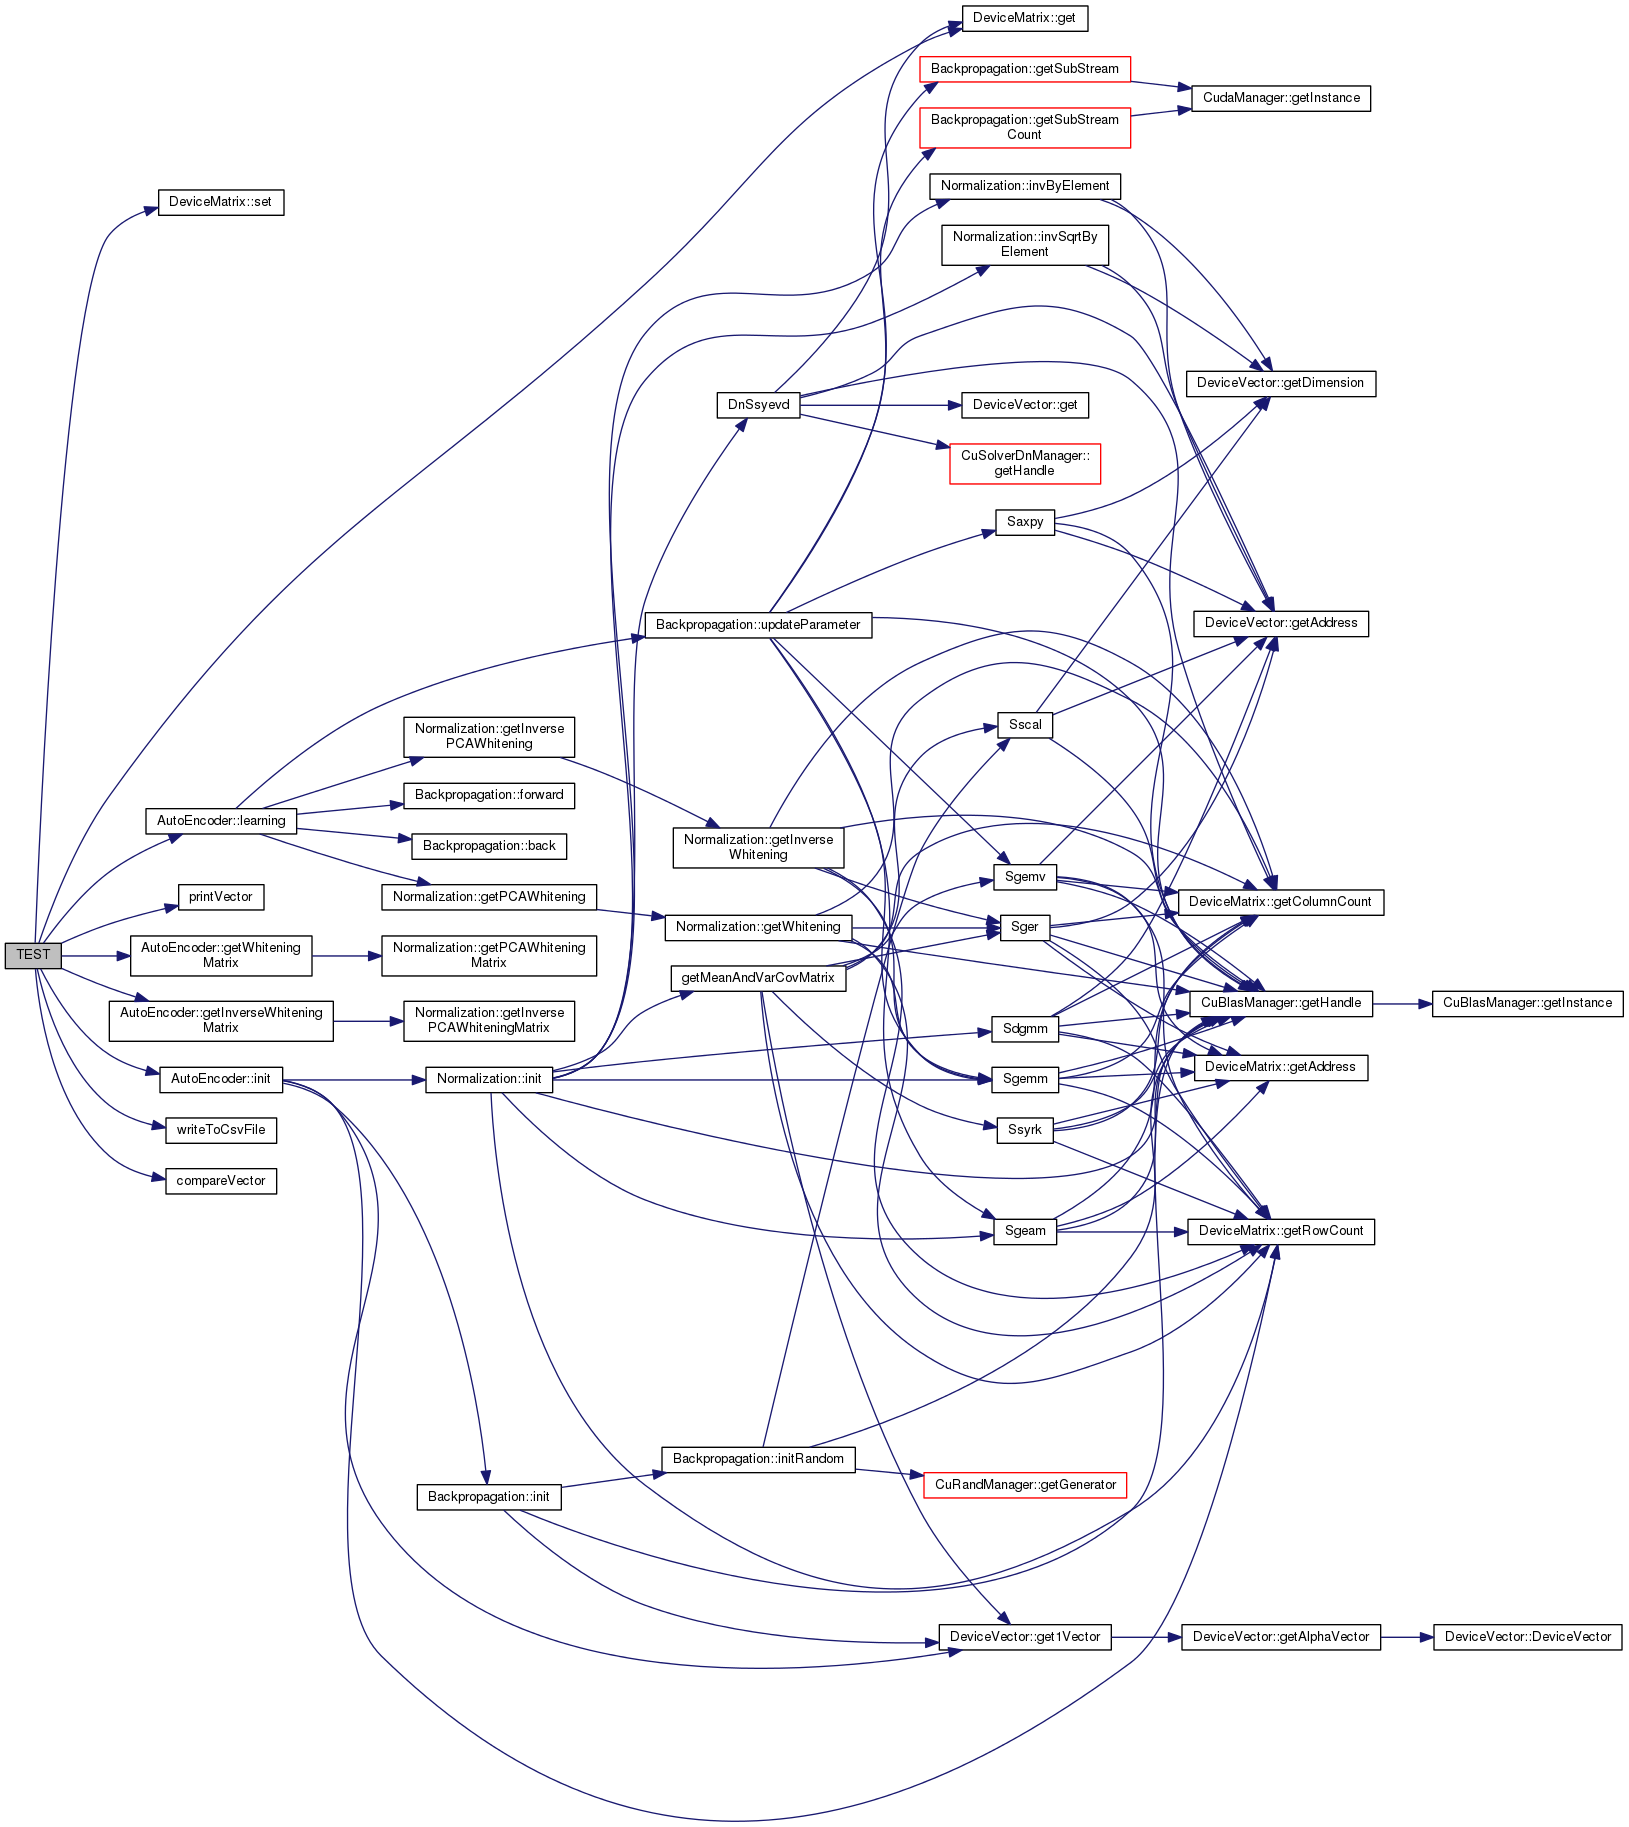 DeviceMatrix::get
Backpropagation::getSubStream
CudaManager::getInstance
Backpropagation::getSubStream
Count
Normalization::invByElement
DeviceMatrix::set
Normalization::invSqrtBy
Element
DeviceVector::getDimension
DnSsyevd
DeviceVector::get
CuSolverDnManager::
getHandle
Saxpy
Backpropagation::updateParameter
DeviceVector::getAddress
Normalization::getInverse
PCAWhitening
Sscal
Backpropagation::forward
AutoEncoder::learning
Backpropagation::back
Normalization::getInverse
Whitening
Sgemv
printVector
Normalization::getPCAWhitening
DeviceMatrix::getColumnCount
Normalization::getWhitening
Sger
TEST
AutoEncoder::getWhitening
Matrix
Normalization::getPCAWhitening
Matrix
getMeanAndVarCovMatrix
CuBlasManager::getHandle
CuBlasManager::getInstance
AutoEncoder::getInverseWhitening
Matrix
Normalization::getInverse
PCAWhiteningMatrix
Sdgmm
DeviceMatrix::getAddress
AutoEncoder::init
Normalization::init
Sgemm
writeToCsvFile
Ssyrk
compareVector
Sgeam
DeviceMatrix::getRowCount
Backpropagation::initRandom
CuRandManager::getGenerator
Backpropagation::init
DeviceVector::get1Vector
DeviceVector::getAlphaVector
DeviceVector::DeviceVector